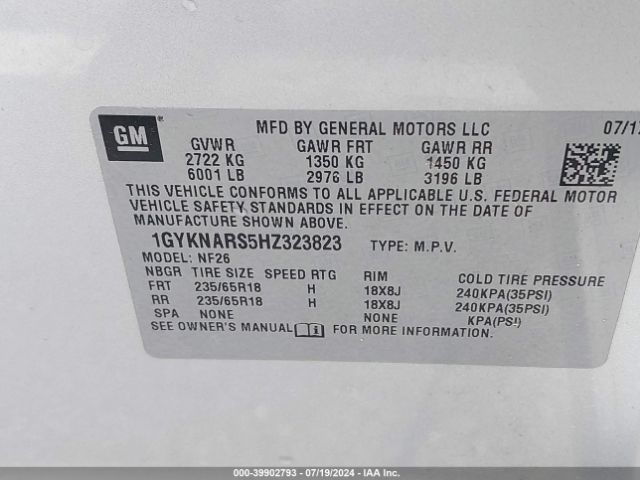 GM
MFD BY GENERAL MOTORS LLC 07/17
GVWR GAWR FRT GAWR RR
2722 KG 1350 KG 1450 KG
6001 LB 2976 LB 3196 LB
THIS VEHICLE CONFORMS TO ALL APPLICABLE U.S. FEDERAL MOTOR
VEHICLE SAFETY STANDARDS IN EFFECT ON THE DATE OF
MANUFACTURE SHOWN ABOVE.
1GYKNARS5HZ323823 TYPE: M.P.V.
MODEL: NF26
NBGR TIRE SIZE SPEED RTG RIM COLD TIRE PRESSURE
FRT 235/65R18 H 18X8J 240KPA(35PSI)
RR 235/65R18 H 18X8J 240KPA(35PSI)
SPA NONE NONE KPA(PSI)
SEE OWNER'S MANUAL FOR MORE INFORMATION.
000-39902793 - 07/19/2024 - IAA Inc.